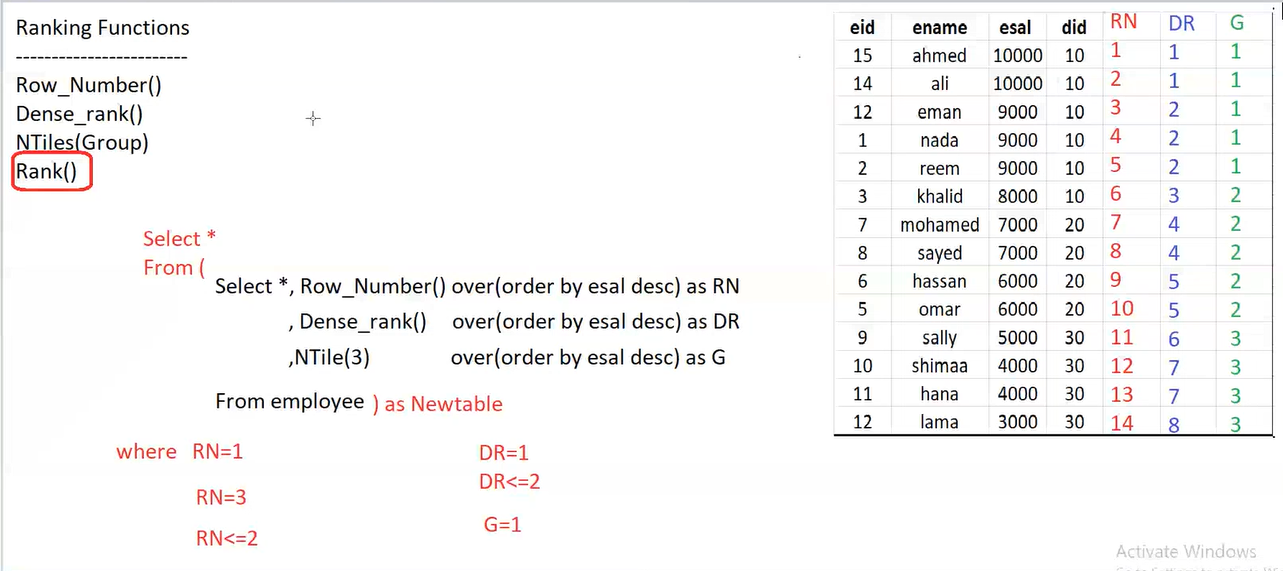 Ranking Functions
------------------------
Row_Number()
Dense_rank()
NTiles(Group)
Rank()
Select *
From (
Select *, Row_Number() over(order by esal desc) as RN
, Dense_rank() over(order by esal desc) as DR
,NTile(3) over(order by esal desc) as G
From employee ) as Newtable
where RN=1 DR=1
DR<=2
RN=3
G=1
RN<=2
eid ename esal did RN DR G
15 ahmed 10000 10 1 1 1
14 ali 10000 10 2 1 1
12 eman 9000 10 3 2 1
1 nada 9000 10 4 2 1
2 reem 9000 10 5 2 1
3 khalid 8000 10 6 3 2
7 mohamed 7000 20 7 4 2
8 sayed 7000 20 8 4 2
6 hassan 6000 20 9 5 2
5 omar 6000 20 10 5 2
9 sally 5000 30 11 6 3
10 shimaa 4000 30 12 7 3
11 hana 4000 30 13 7 3
12 lama 3000 30 14 8 3
Activate Windows